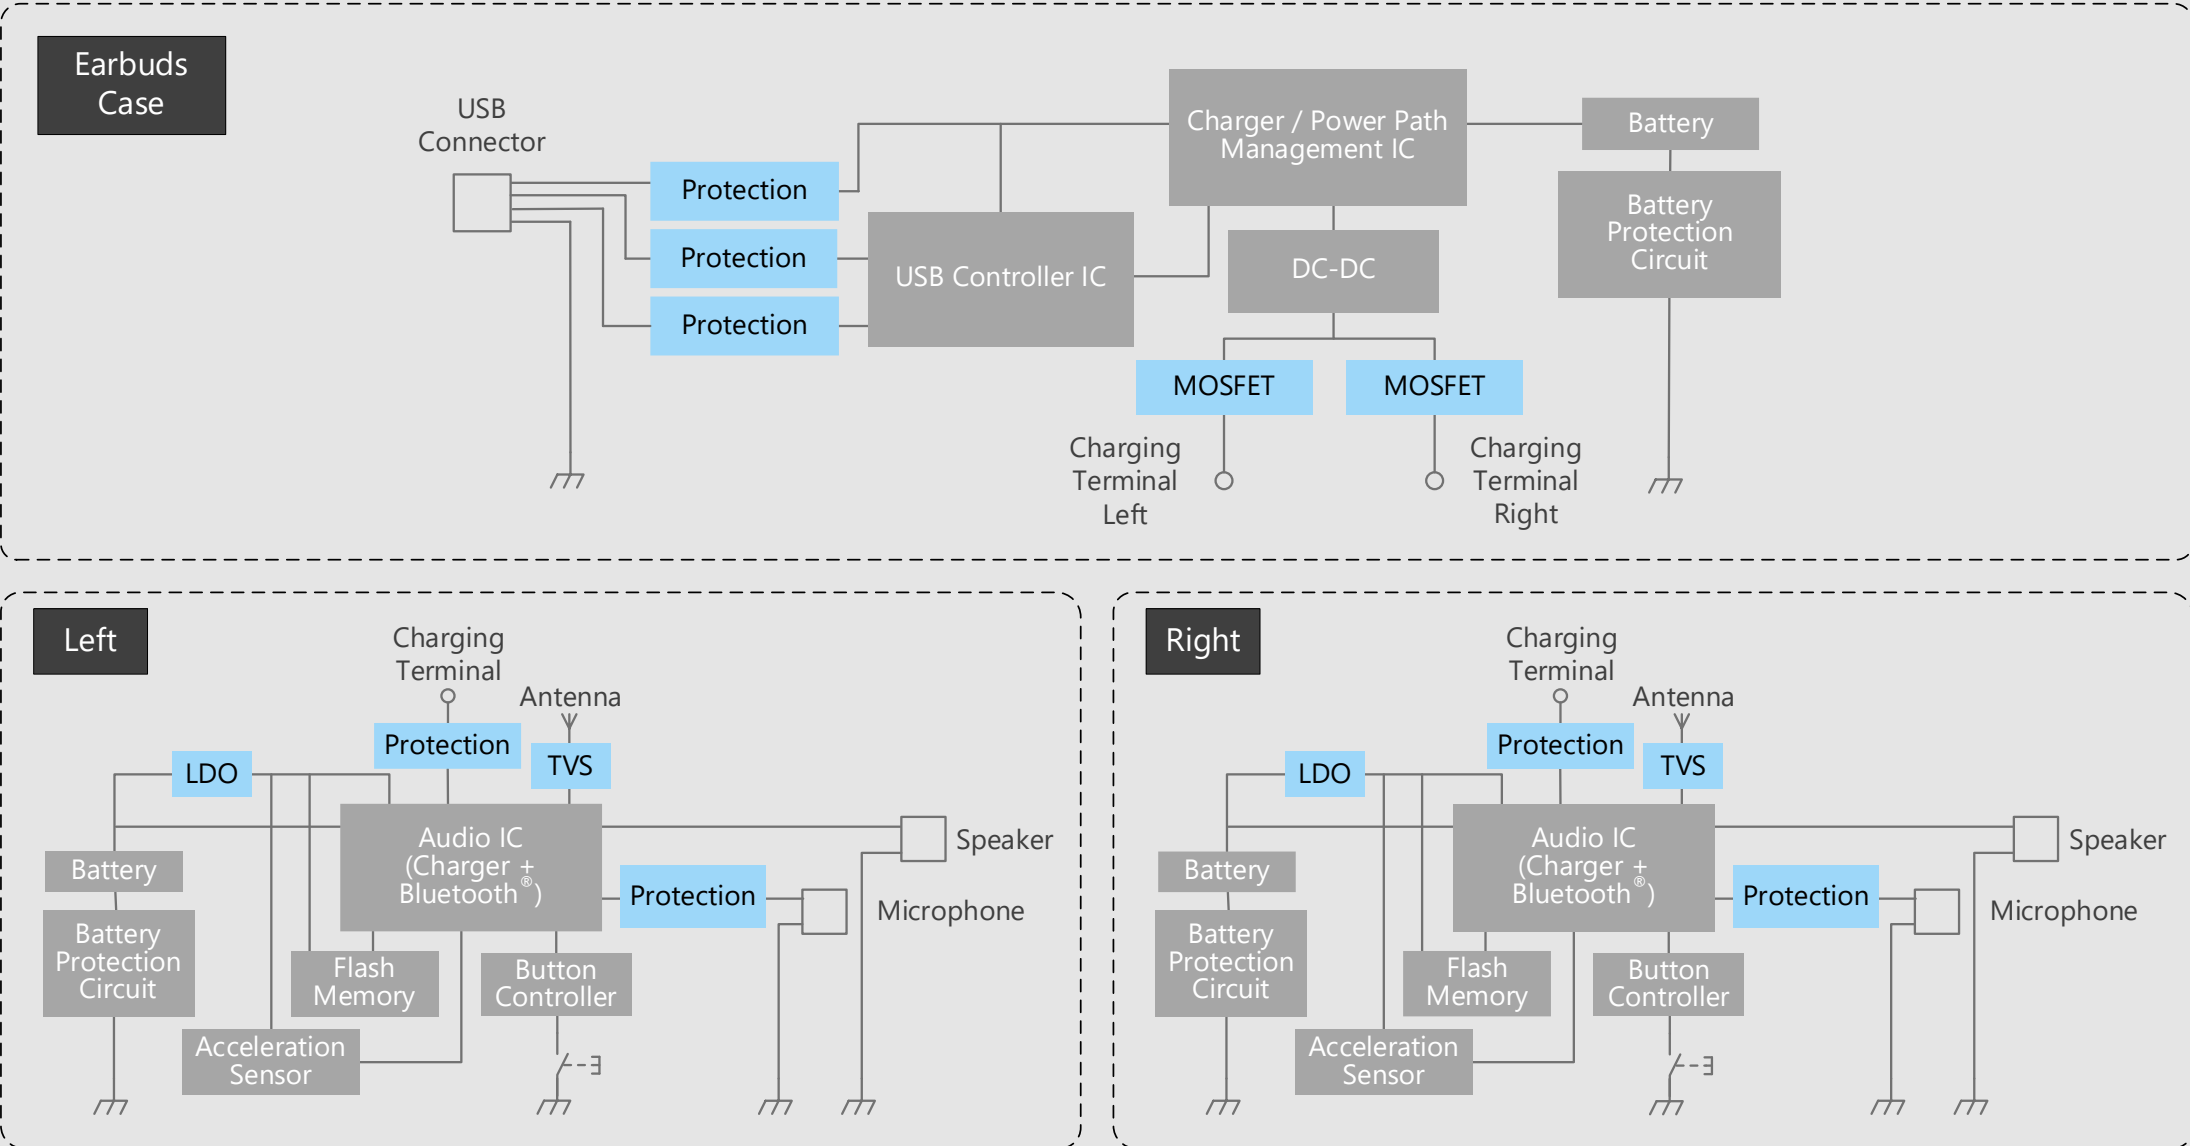 Earbuds
Case
USB
Connector
Protection
Protection
Protection
USB Controller IC
Charger / Power Path
Management IC
DC-DC
MOSFET
MOSFET
Charging
Terminal
Left
Charging
Terminal
Right
Battery
Battery
Protection
Circuit
Left
Charging
Terminal
Antenna
LDO
Protection
TVS
Audio IC
(Charger +
Bluetooth®)
Speaker
Protection
Microphone
Battery
Battery
Protection
Circuit
Flash
Memory
Button
Controller
Acceleration
Sensor
Right
Charging
Terminal
Antenna
LDO
Protection
TVS
Audio IC
(Charger +
Bluetooth®)
Speaker
Protection
Microphone
Battery
Battery
Protection
Circuit
Flash
Memory
Button
Controller
Acceleration
Sensor